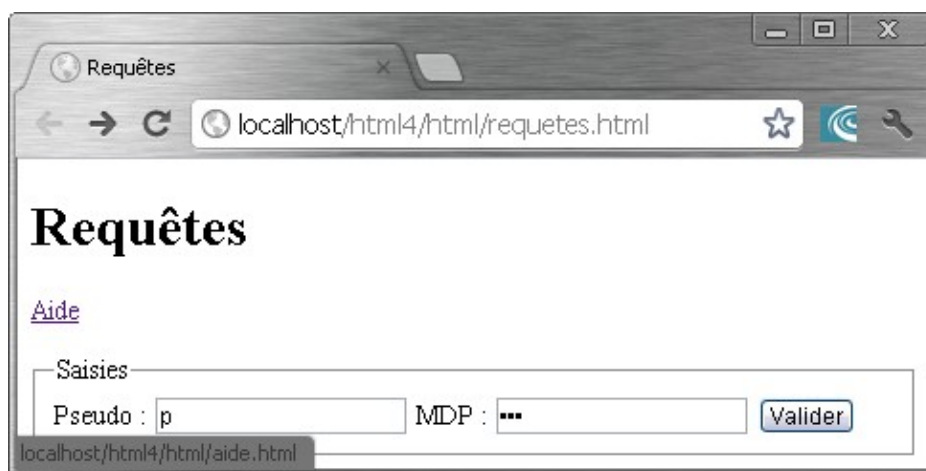 Requêtes
localhost/html4/html/requetes.html
Requêtes
Aide
Saisies
Pseudo : p MDP : ••• Valider
localhost/html4/html/aide.html